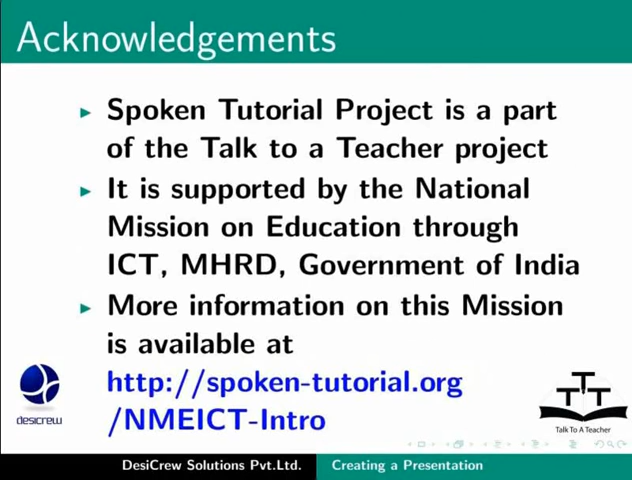 Acknowledgements
Spoken Tutorial Project is a part
of the Talk to a Teacher project
It is supported by the National
Mission on Education through
ICT, MHRD, Government of India
More information on this Mission
is available at
http://spoken-tutorial.org
/NMEICT-Intro
desicrew
TTT
Talk To A Teacher
DesiCrew Solutions Pvt.Ltd.
Creating a Presentation